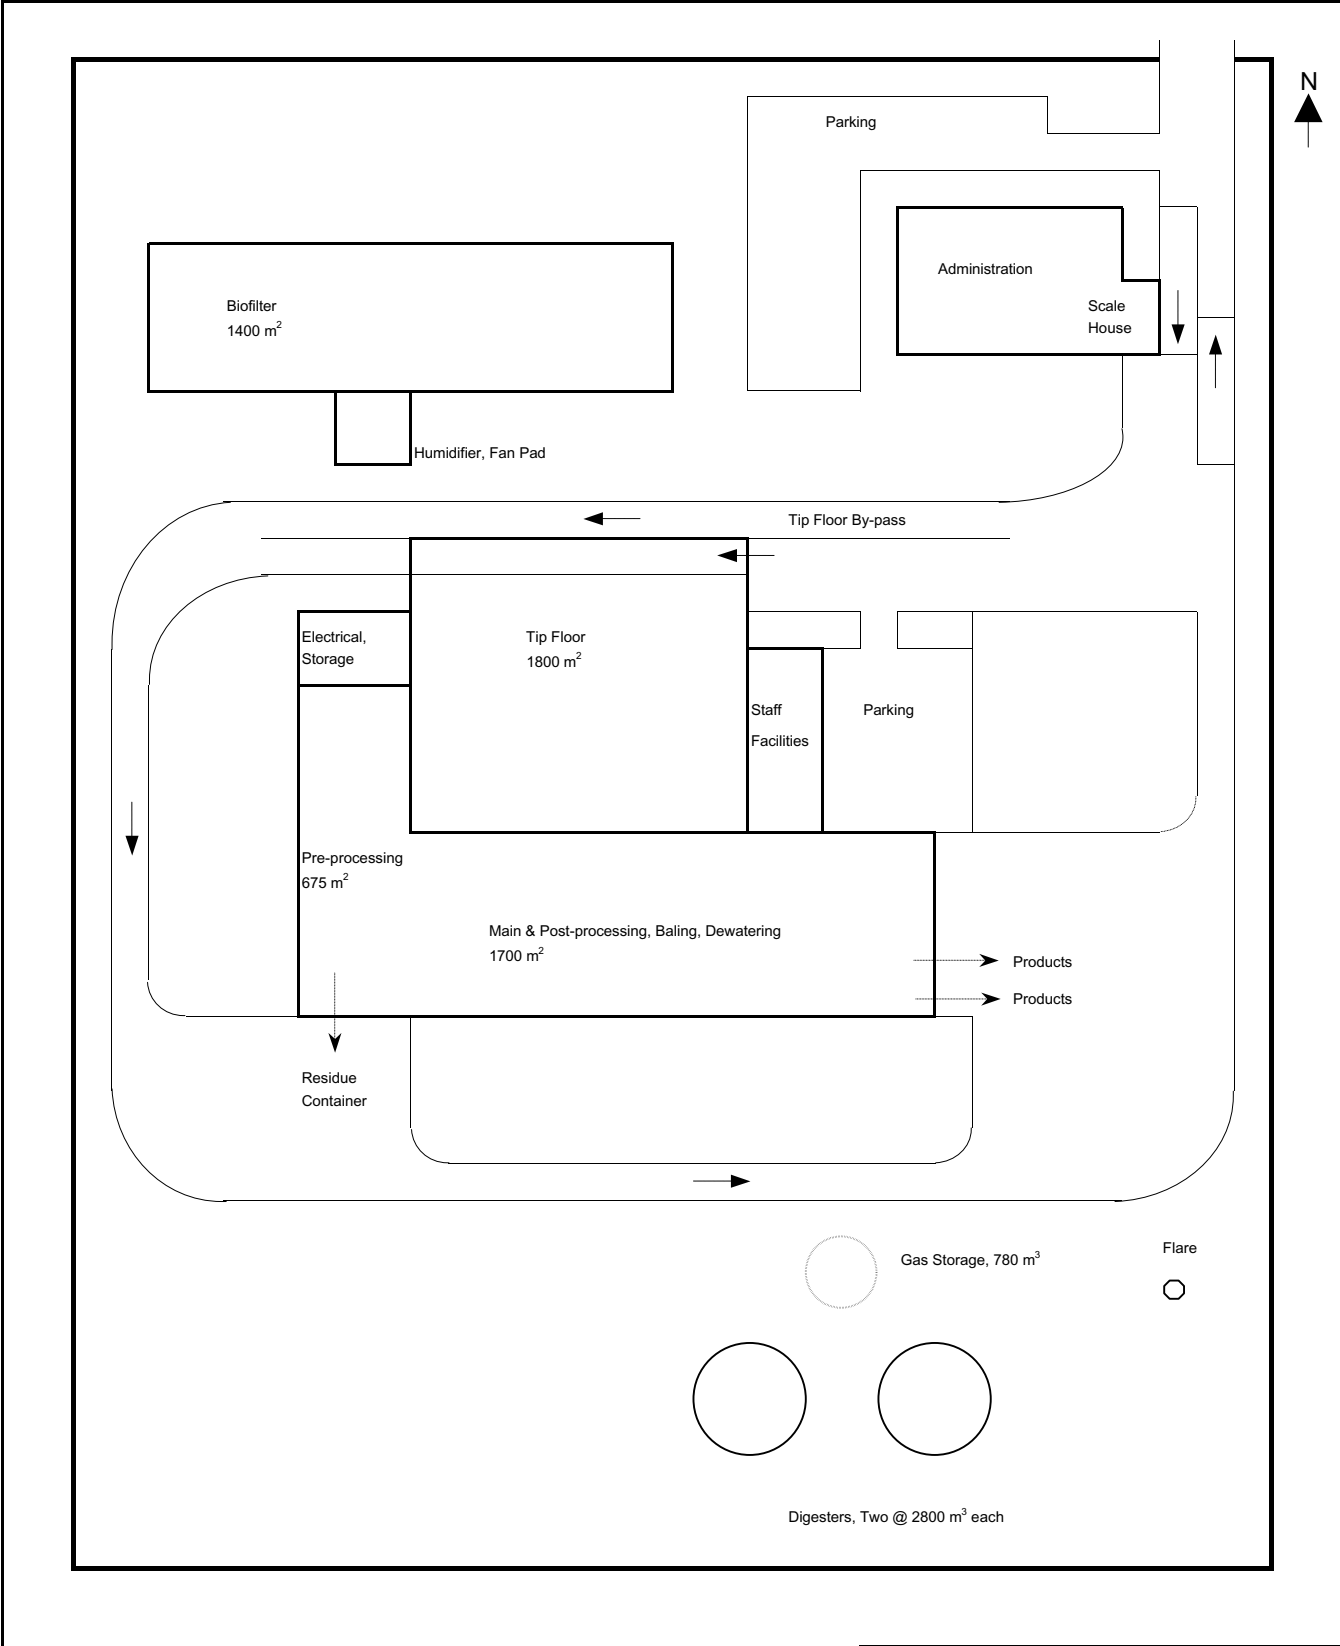 N
Parking
Administration
Scale
House
Biofilter
1400 m²
Humidifier, Fan Pad
Tip Floor By-pass
Electrical,
Storage
Tip Floor
1800 m²
Staff
Facilities
Parking
Pre-processing
675 m²
Main & Post-processing, Baling, Dewatering
1700 m²
Products
Products
Residue
Container
Gas Storage, 780 m³
Flare
Digesters, Two @ 2800 m³ each